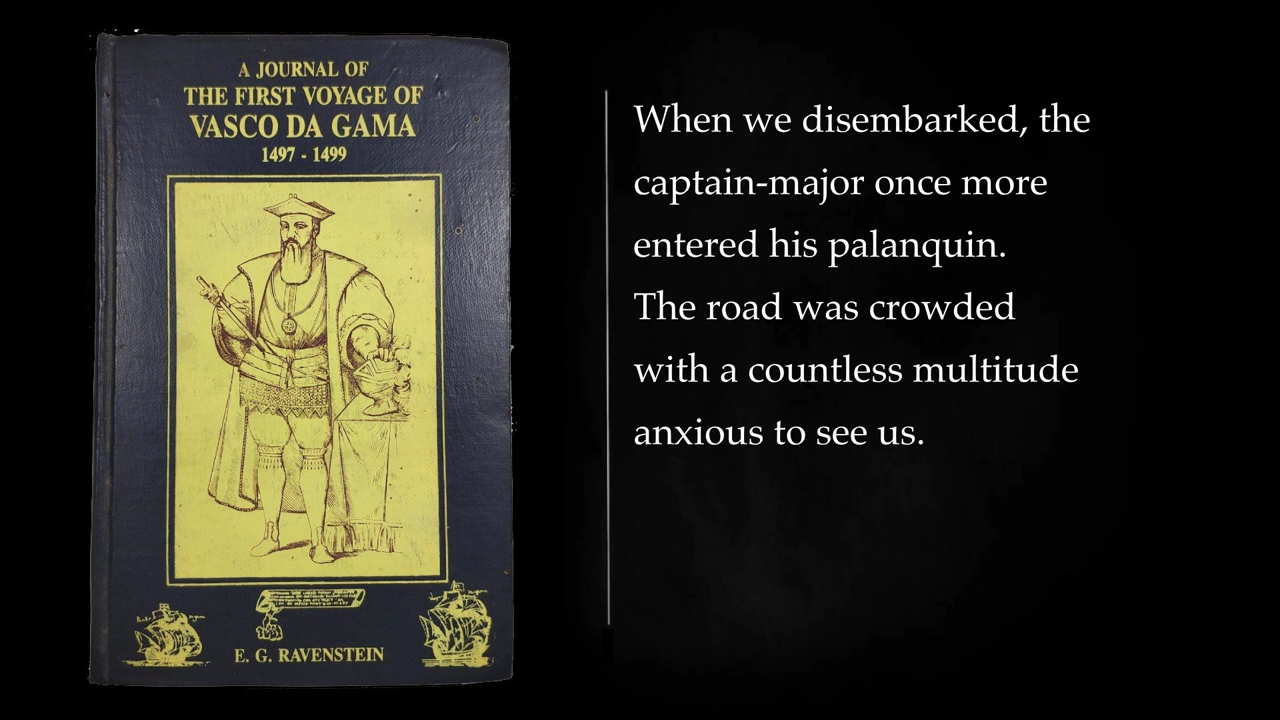 A JOURNAL OF
THE FIRST VOYAGE OF
VASCO DA GAMA
1497 - 1499
E. G. RAVENSTEIN
When we disembarked, the
captain-major once more
entered his palanquin.
The road was crowded
with a countless multitude
anxious to see us.